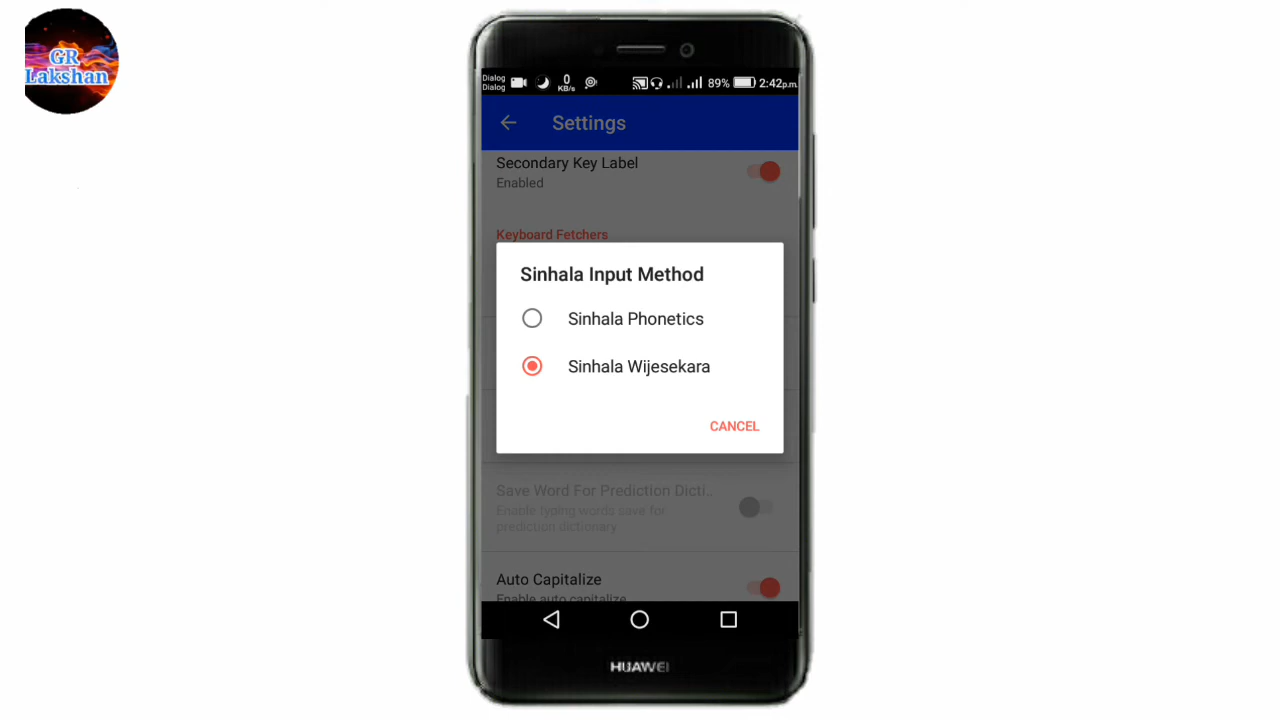 GR
Lakshan
Dialog
Dialog
0
KB/s
89%
2:42p.m.
Settings
Secondary Key Label
Enabled
Keyboard Fetchers
Sinhala Input Method
Sinhala Phonetics
Sinhala Wijesekara
CANCEL
Save Word For Prediction Dicti..
Enable typing words save for
prediction dictionary
Auto Capitalize
Enable auto capitalize
HUAWEI